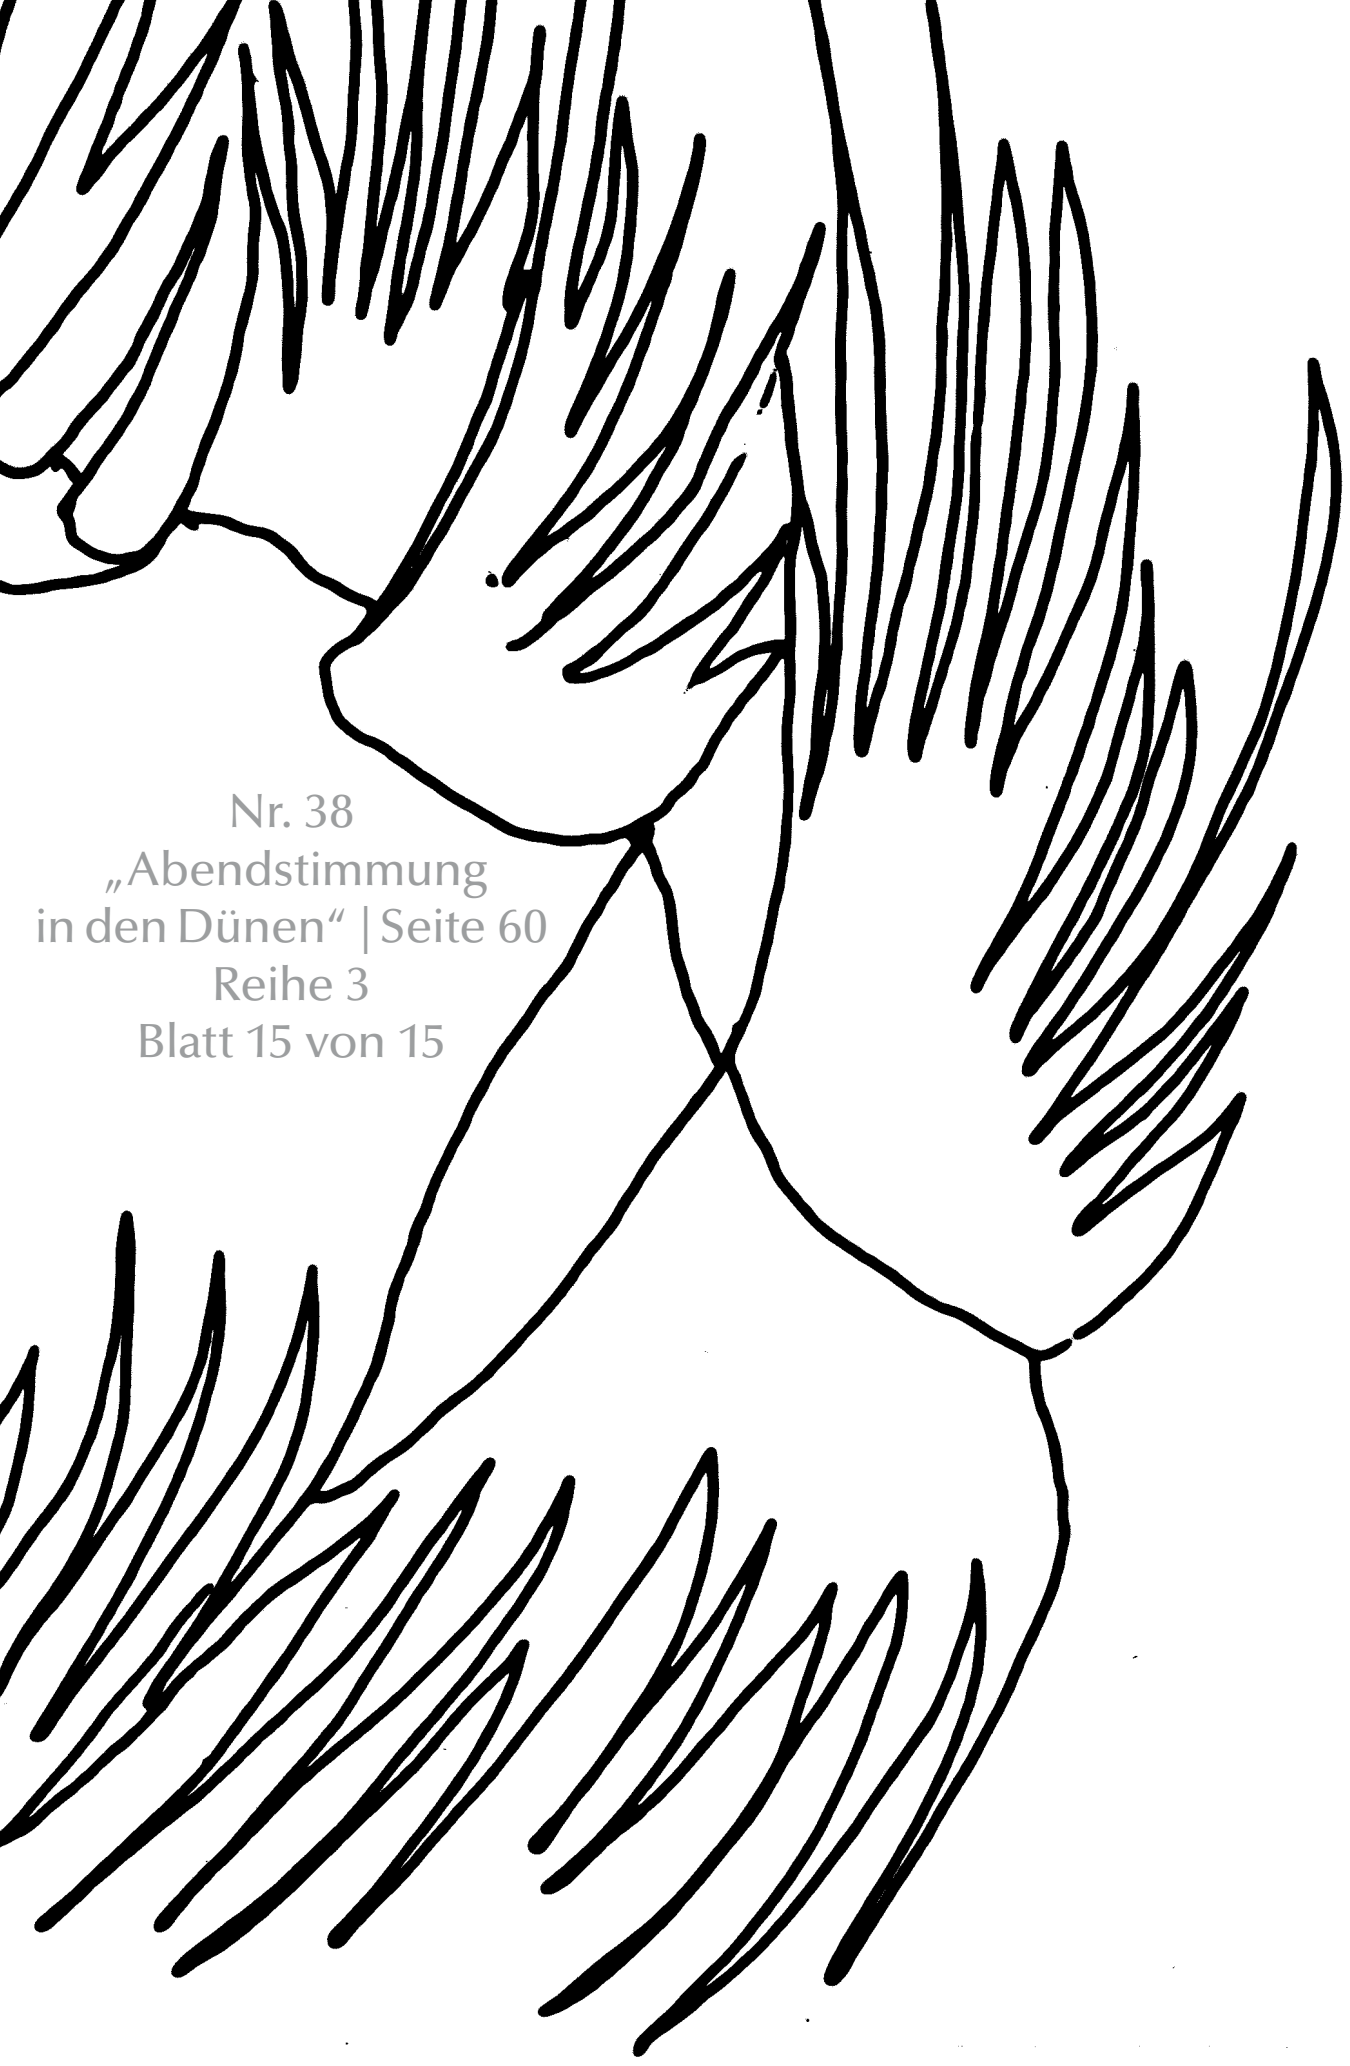 Nr. 38
„Abendstimmung
in den Dünen“ | Seite 60
Reihe 3
Blatt 15 von 15